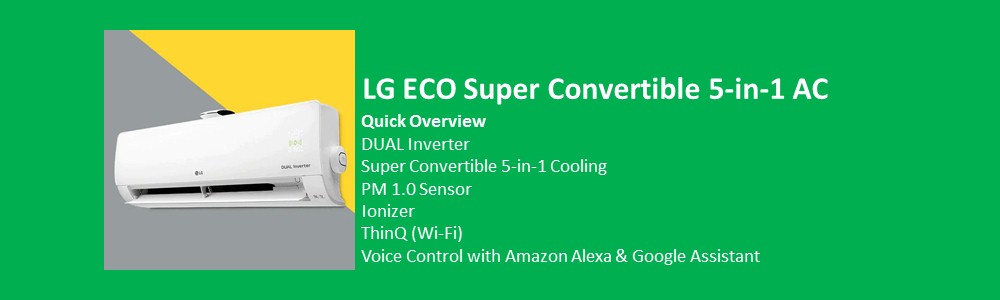 LG ECO Super Convertible 5-in-1 AC
Quick Overview
DUAL Inverter
Super Convertible 5-in-1 Cooling
PM 1.0 Sensor
Ionizer
ThinQ (Wi-Fi)
Voice Control with Amazon Alexa & Google Assistant
DUAL Inverter
LG